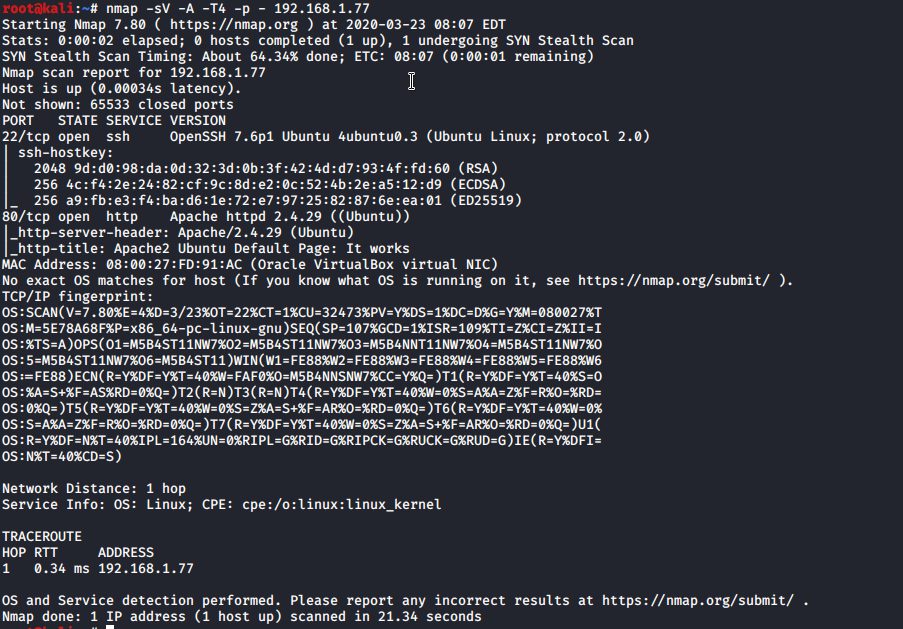 root@kali:~# nmap -sV -A -T4 -p - 192.168.1.77
Starting Nmap 7.80 ( https://nmap.org ) at 2020-03-23 08:07 EDT
Stats: 0:00:02 elapsed; 0 hosts completed (1 up), 1 undergoing SYN Stealth Scan
SYN Stealth Scan Timing: About 64.34% done; ETC: 08:07 (0:00:01 remaining)
Nmap scan report for 192.168.1.77
Host is up (0.00034s latency).
Not shown: 65533 closed ports
PORT   STATE SERVICE VERSION
22/tcp open  ssh     OpenSSH 7.6p1 Ubuntu 4ubuntu0.3 (Ubuntu Linux; protocol 2.0)
| ssh-hostkey:
|   2048 9d:d0:98:da:0d:32:3d:0b:3f:42:4d:d7:93:4f:fd:60 (RSA)
|   256 4c:f4:2e:24:82:cf:9c:8d:e2:0c:52:4b:2e:a5:12:d9 (ECDSA)
|_  256 a9:fb:e3:f4:ba:d6:1e:72:e7:97:25:82:87:6e:ea:01 (ED25519)
80/tcp open  http    Apache httpd 2.4.29 ((Ubuntu))
|_http-server-header: Apache/2.4.29 (Ubuntu)
|_http-title: Apache2 Ubuntu Default Page: It works
MAC Address: 08:00:27:FD:91:AC (Oracle VirtualBox virtual NIC)
No exact OS matches for host (If you know what OS is running on it, see https://nmap.org/submit/ ).
TCP/IP fingerprint:
OS:SCAN(V=7.80%E=4%D=3/23%OT=22%CT=1%CU=32473%PV=Y%DS=1%DC=D%G=Y%M=080027%T
OS:M=5E78A68F%P=x86_64-pc-linux-gnu)SEQ(SP=107%GCD=1%ISR=109%TI=Z%CI=Z%II=I
OS:%TS=A)OPS(O1=M5B4ST11NW7%O2=M5B4ST11NW7%O3=M5B4NNT11NW7%O4=M5B4ST11NW7%O
OS:5=M5B4ST11NW7%O6=M5B4ST11)WIN(W1=FE88%W2=FE88%W3=FE88%W4=FE88%W5=FE88%W6
OS:=FE88)ECN(R=Y%DF=Y%T=40%W=FAF0%O=M5B4NNSNW7%CC=Y%Q=)T1(R=Y%DF=Y%T=40%S=O
OS:%A=S+%F=AS%RD=0%Q=)T2(R=N)T3(R=N)T4(R=Y%DF=Y%T=40%W=0%S=A%A=Z%F=R%O=%RD=
OS:0%Q=)T5(R=Y%DF=Y%T=40%W=0%S=Z%A=S+%F=AR%O=%RD=0%Q=)T6(R=Y%DF=Y%T=40%W=0%
OS:S=A%A=Z%F=R%O=%RD=0%Q=)T7(R=Y%DF=Y%T=40%W=0%S=Z%A=S+%F=AR%O=%RD=0%Q=)U1(
OS:R=Y%DF=N%T=40%IPL=164%UN=0%RIPL=G%RID=G%RIPCK=G%RUCK=G%RUD=G)IE(R=Y%DFI=
OS:N%T=40%CD=S)
Network Distance: 1 hop
Service Info: OS: Linux; CPE: cpe:/o:linux:linux_kernel
TRACEROUTE
HOP RTT     ADDRESS
1   0.34 ms 192.168.1.77
OS and Service detection performed. Please report any incorrect results at https://nmap.org/submit/ .
Nmap done: 1 IP address (1 host up) scanned in 21.34 seconds